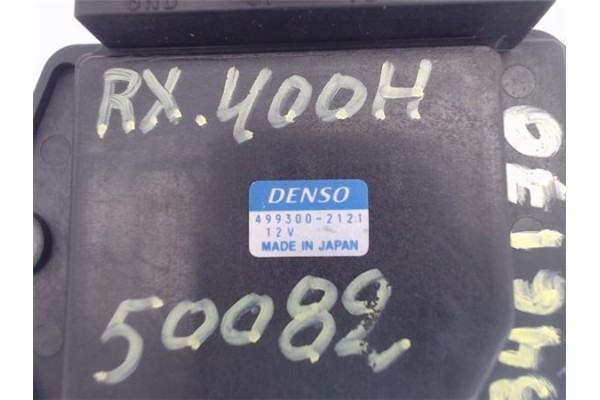 RX.400H
DENSO
499300-2121
12V
MADE IN JAPAN
50082